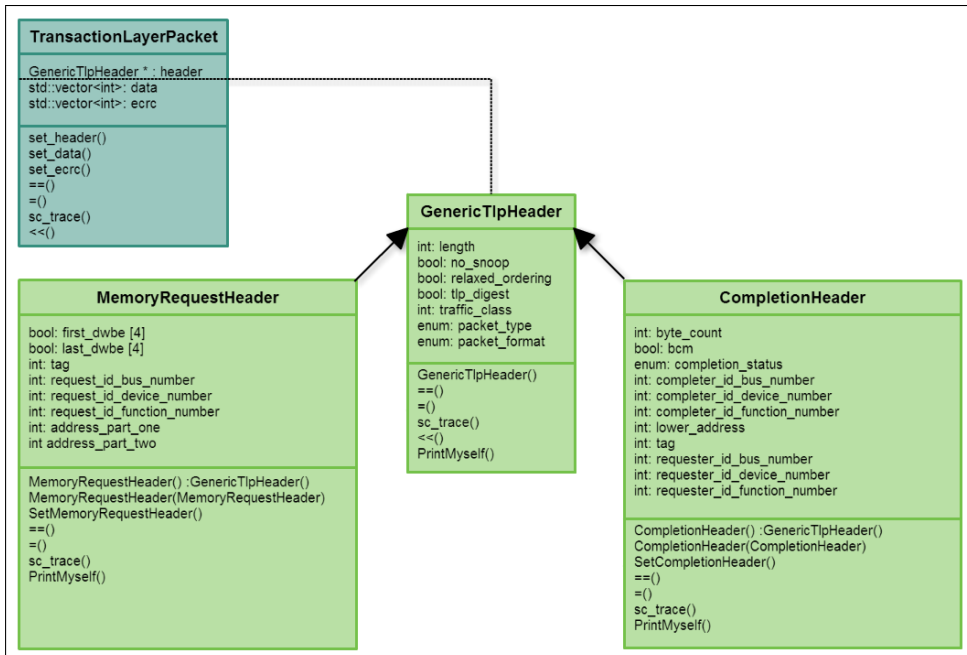 TransactionLayerPacket
GenericTlpHeader * : header
std::vector<int>: data
std::vector<int>: ecrc
set_header()
set_data()
set_ecrc()
==()
=()
sc_trace()
<<()
GenericTlpHeader
int: length
bool: no_snoop
bool: relaxed_ordering
bool: tlp_digest
int: traffic_class
enum: packet_type
enum: packet_format
GenericTlpHeader()
==()
=()
sc_trace()
<<()
PrintMyself()
MemoryRequestHeader
bool: first_dwbe [4]
bool: last_dwbe [4]
int: tag
int: request_id_bus_number
int: request_id_device_number
int: request_id_function_number
int: address_part_one
int address_part_two
MemoryRequestHeader() :GenericTlpHeader()
MemoryRequestHeader(MemoryRequestHeader)
SetMemoryRequestHeader()
==()
=()
sc_trace()
PrintMyself()
CompletionHeader
int: byte_count
bool: bcm
enum: completion_status
int: completer_id_bus_number
int: completer_id_device_number
int: completer_id_function_number
int: lower_address
int: tag
int: requester_id_bus_number
int: requester_id_device_number
int: requester_id_function_number
CompletionHeader() :GenericTlpHeader()
CompletionHeader(CompletionHeader)
SetCompletionHeader()
==()
=()
sc_trace()
PrintMyself()